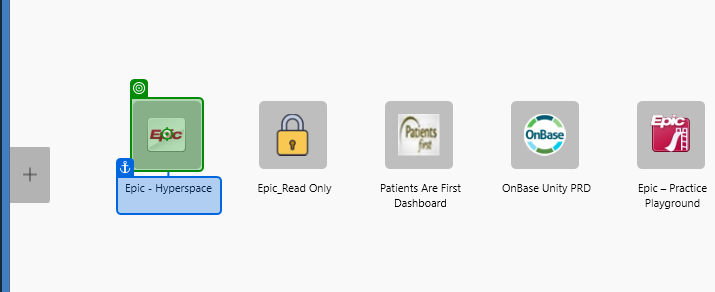 Epic
Patients
first
OnBase
Epic
Epic - Hyperspace
Epic_Read Only
Patients Are First
Dashboard
OnBase Unity PRD
Epic – Practice
Playground